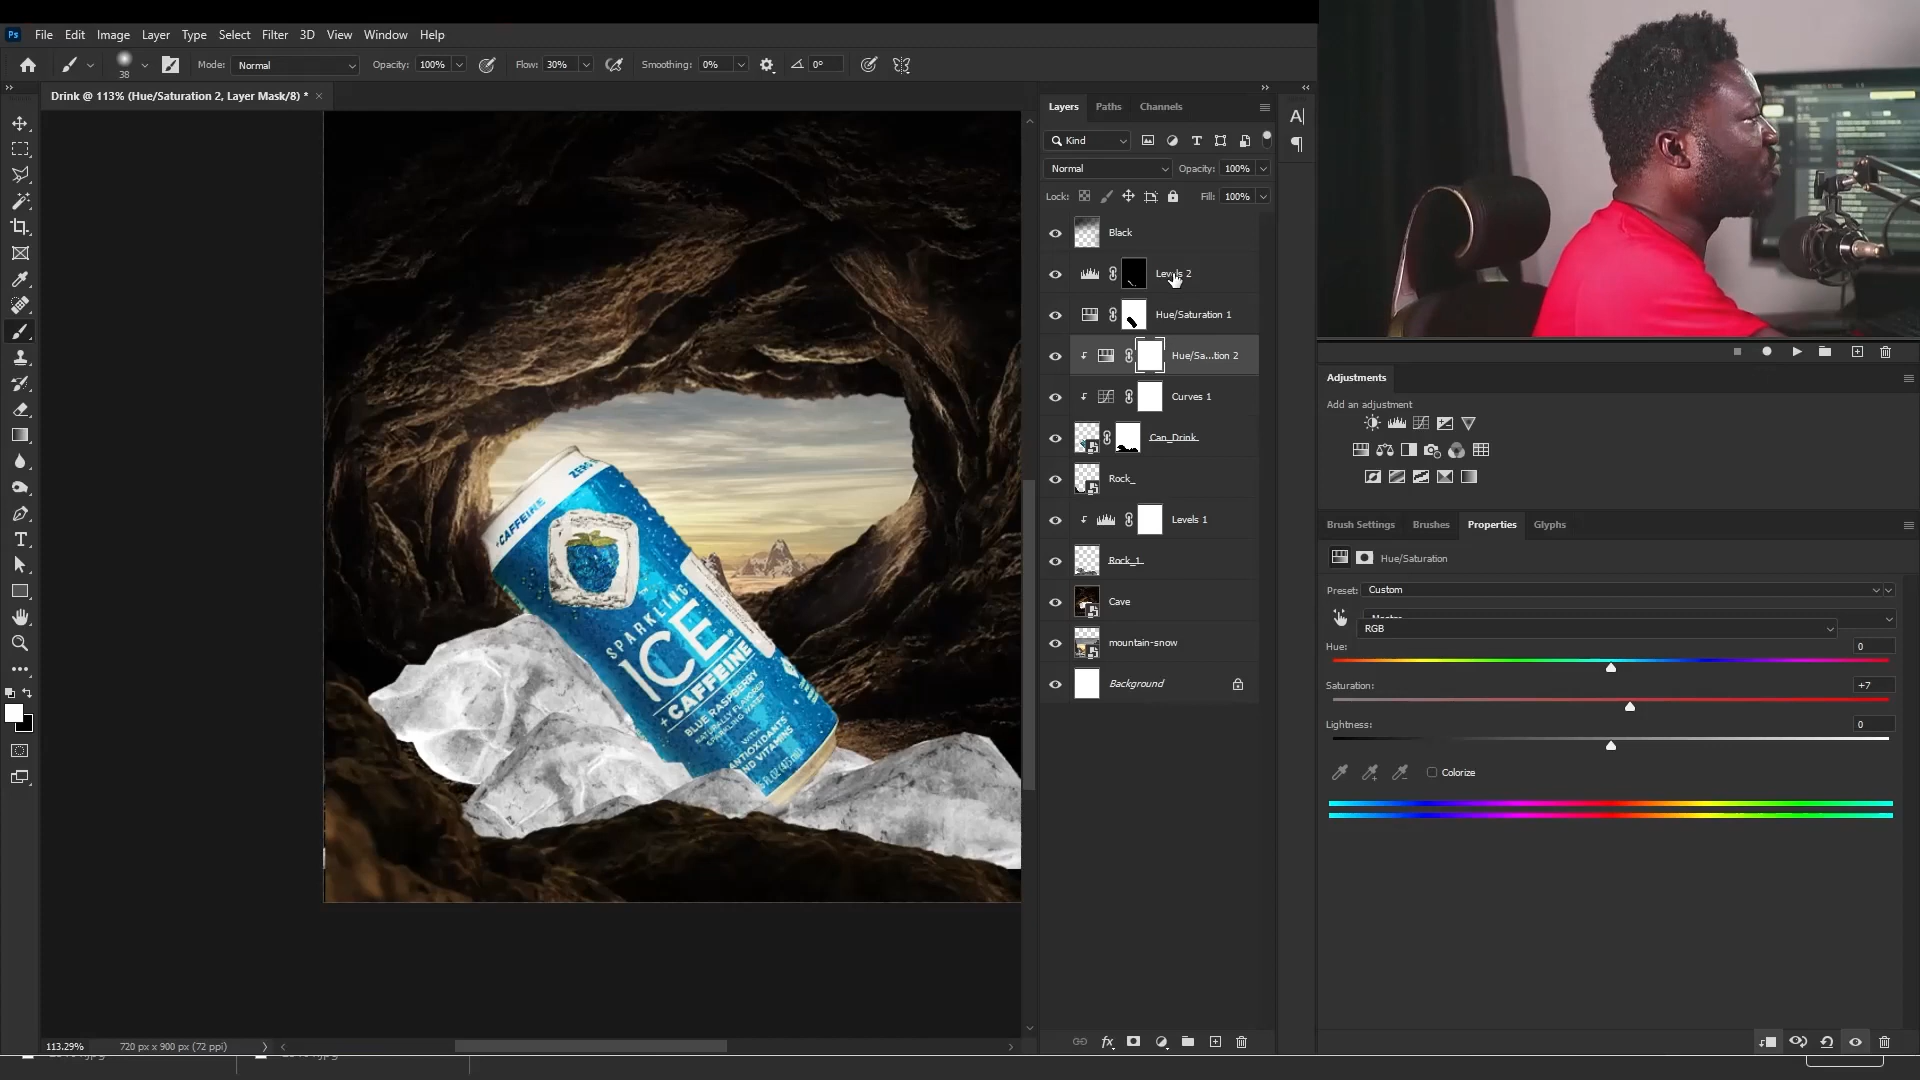 Ps File Edit Image Layer Type Select Filter 3D View Window Help
38 Mode: Normal Opacity: 100% Flow: 30% Smoothing: 0% 0°
Drink @ 113% (Hue/Saturation 2, Layer Mask/8) * ×
Layers Paths Channels
Kind
Normal Opacity: 100%
Lock: Fill: 100%
Black
Levels 2
Hue/Saturation 1
Hue/Sa...tion 2
Curves 1
Can_Drink
Rock_
Levels 1
Rock_1
Cave
mountain-snow
Background
+CAFFEINE
SPARKLING
ICE
+CAFFEINE
BLUE RASPBERRY
NATURALLY FLAVORED
SPARKLING WATER
WITH
ANTIOXIDANTS
AND VITAMINS
113.29% 720 px x 900 px (72 ppi)
Adjustments
Add an adjustment
Brush Settings Brushes Properties Glyphs
Hue/Saturation
Preset: Custom
RGB
Hue: 0
Saturation: +7
Lightness: 0
Colorize